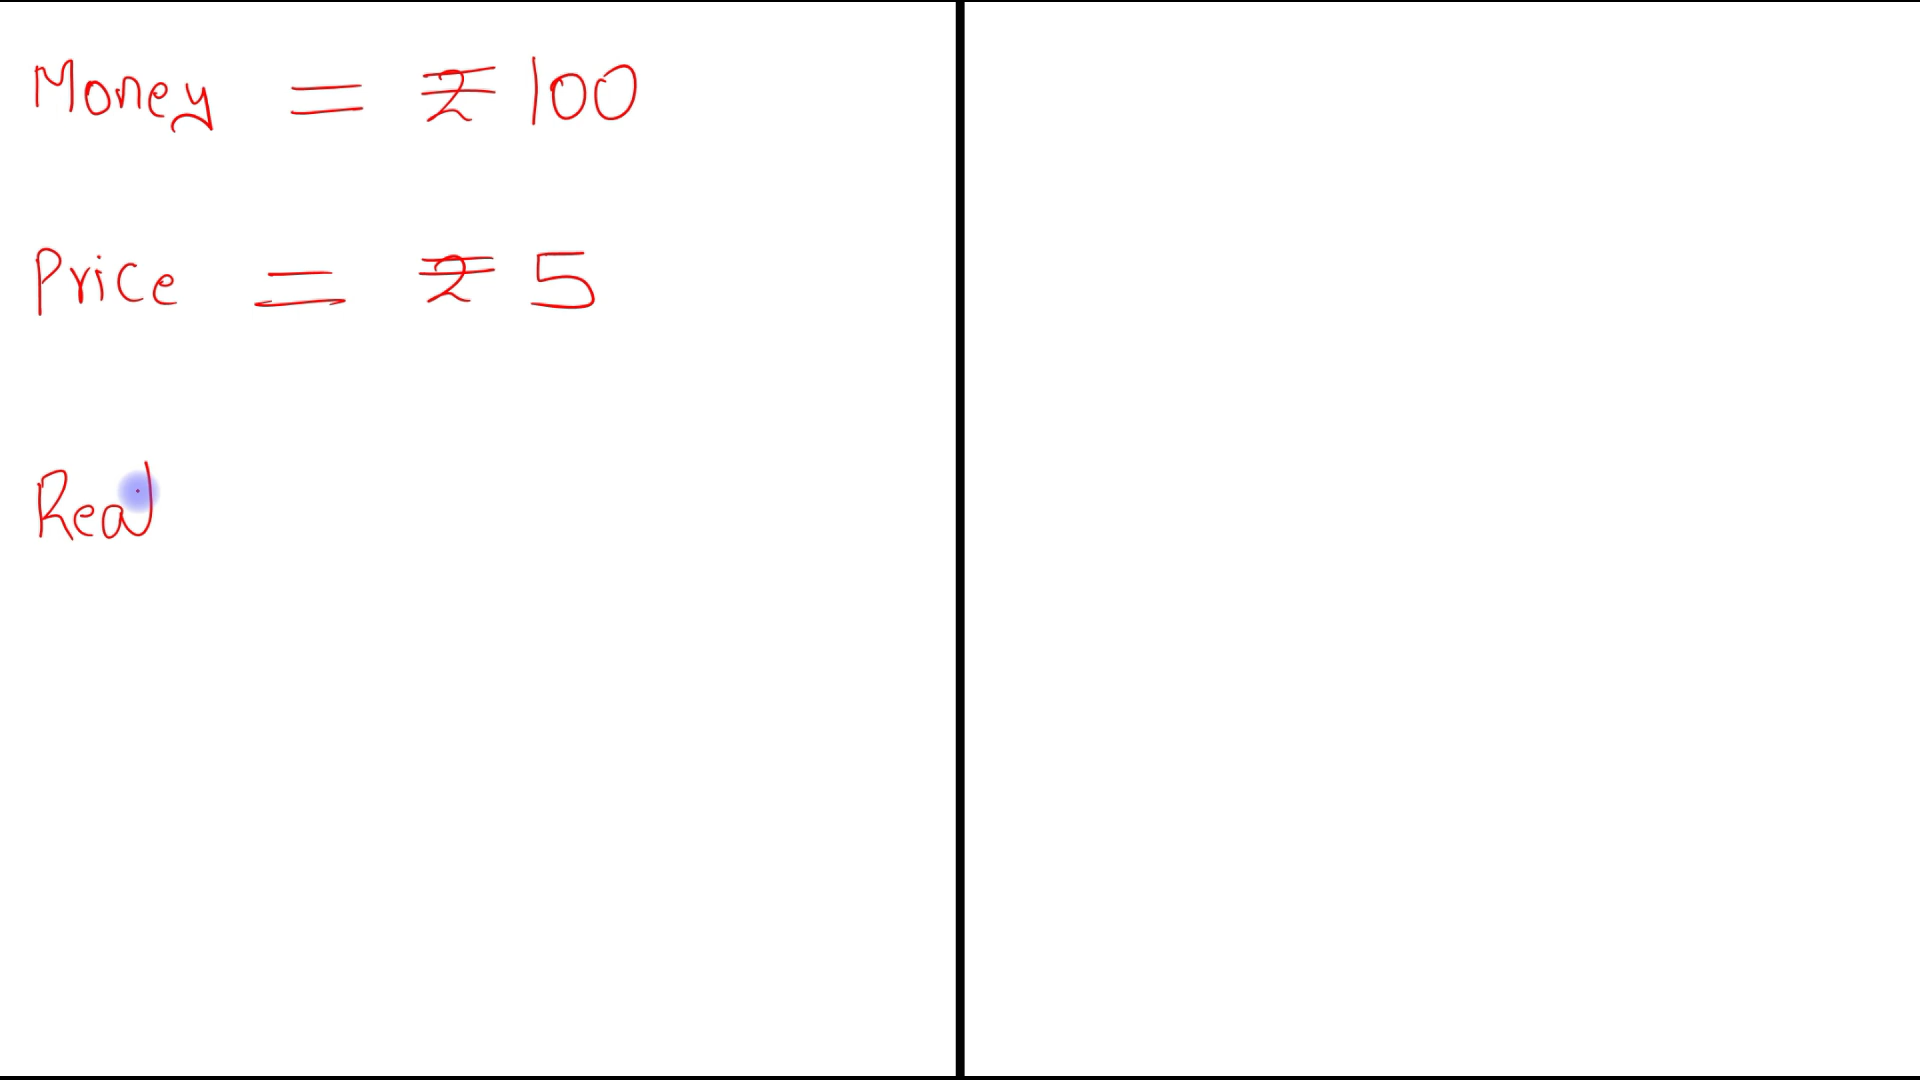 Money = ₹ 100
Price = ₹ 5
Real